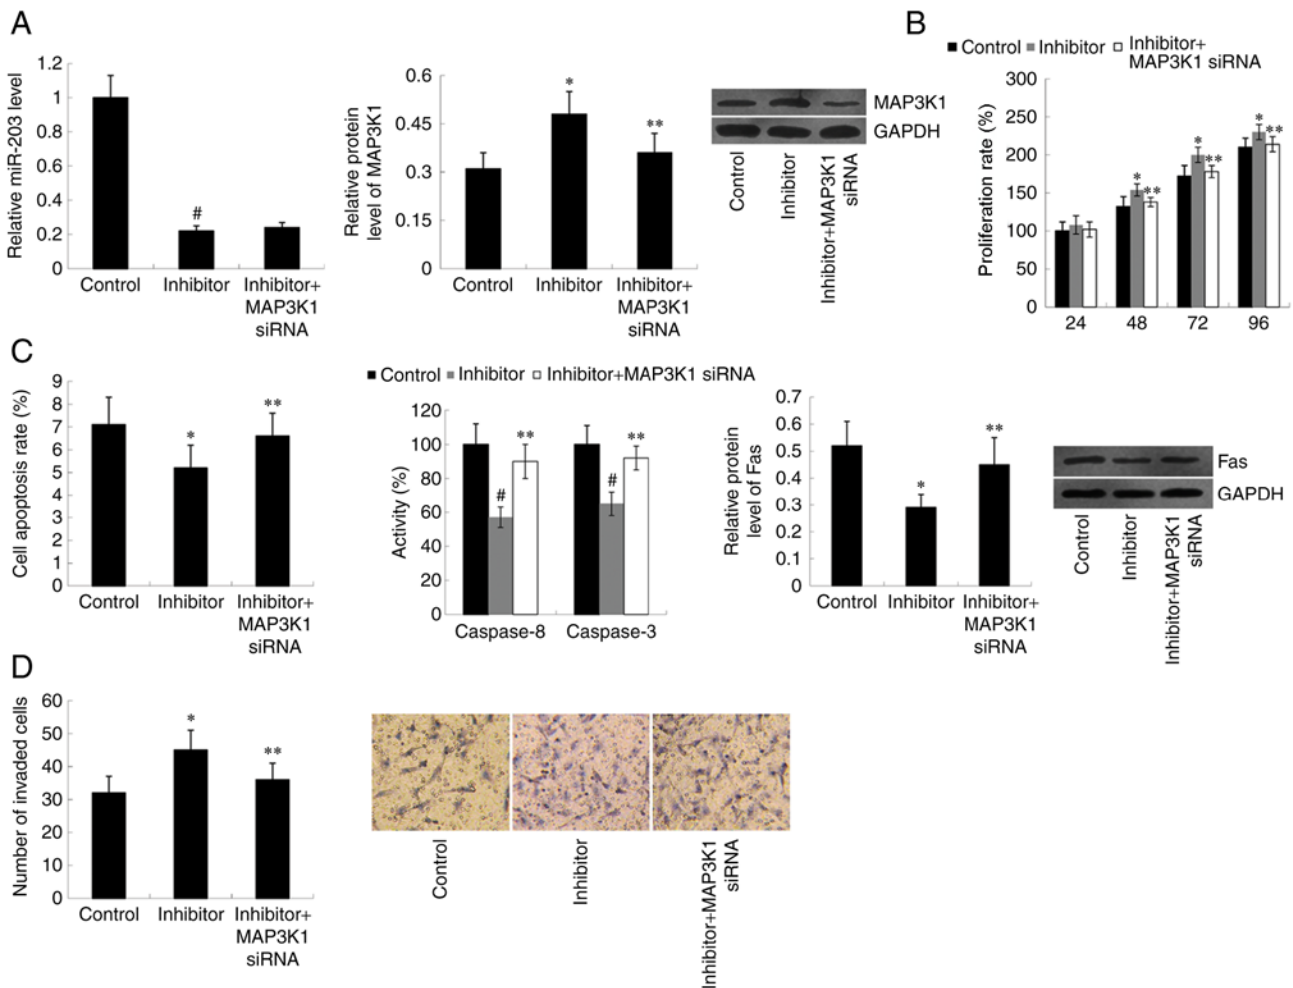 A
Relative miR-203 level
1.2
1
0.8
0.6
0.4
0.2
0
#
Control
Inhibitor
Inhibitor+
MAP3K1
siRNA
Relative protein
level of MAP3K1
0.6
0.45
0.3
0.15
0
*
**
Control
Inhibitor
Inhibitor+
MAP3K1
siRNA
MAP3K1
GAPDH
Control
Inhibitor
Inhibitor+MAP3K1
siRNA
B
Control
Inhibitor
Inhibitor+
MAP3K1 siRNA
Proliferation rate (%)
300
250
200
150
100
50
0
*
**
*
**
*
**
24
48
72
96
C
Cell apoptosis rate (%)
9
8
7
6
5
4
3
2
1
0
*
**
Control
Inhibitor
Inhibitor+
MAP3K1
siRNA
Control
Inhibitor
Inhibitor+MAP3K1 siRNA
Activity (%)
120
100
80
60
40
20
0
#
**
#
**
Caspase-8
Caspase-3
Relative protein
level of Fas
0.7
0.6
0.5
0.4
0.3
0.2
0.1
0
*
**
Control
Inhibitor
Inhibitor+
MAP3K1
siRNA
Fas
GAPDH
Control
Inhibitor
Inhibitor+MAP3K1
siRNA
D
Number of invaded cells
60
50
40
30
20
10
0
*
**
Control
Inhibitor
Inhibitor+
MAP3K1
siRNA
Control
Inhibitor
Inhibitor+MAP3K1
siRNA